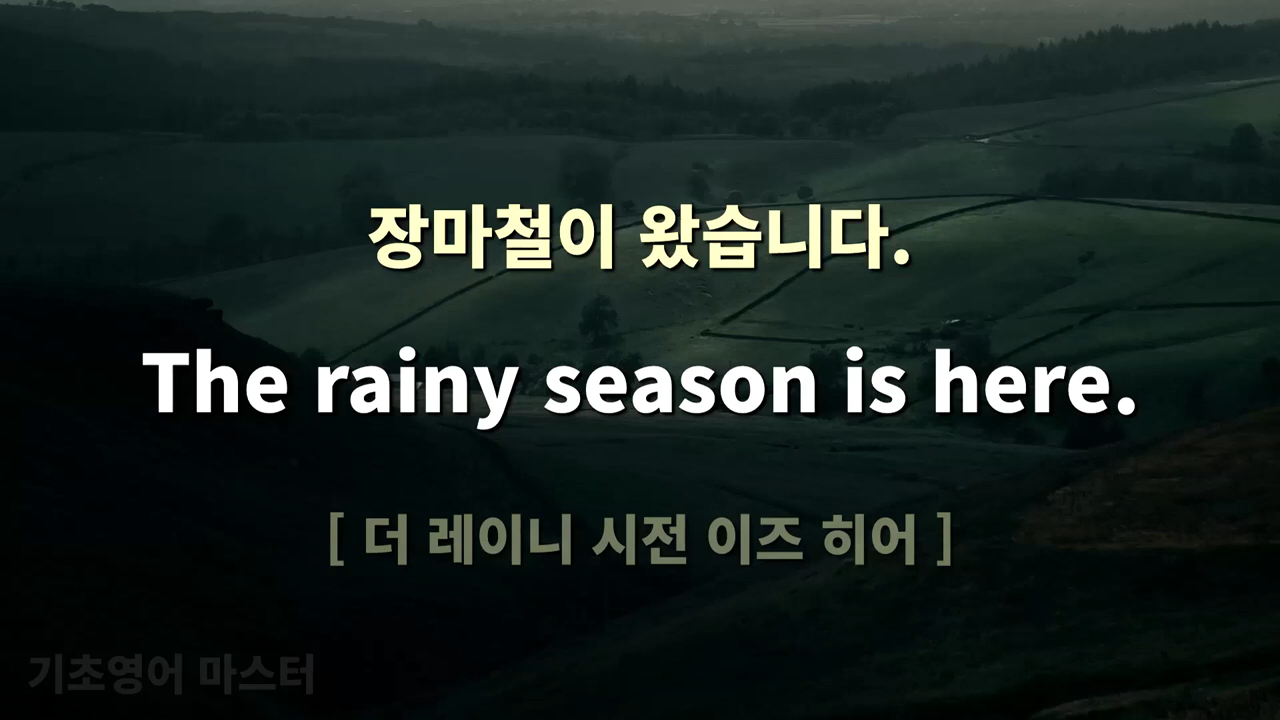 장마철이 왔습니다.
The rainy season is here.
[ 더 레이니 시전 이즈 히어 ]
기초영어 마스터